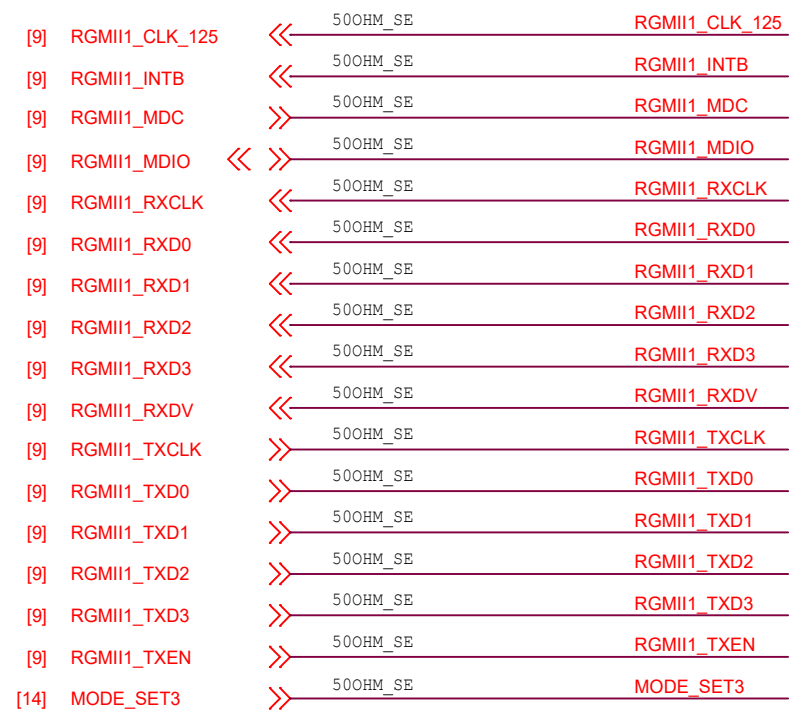 [9] RGMII1_CLK_125 50OHM_SE RGMII1_CLK_125
[9] RGMII1_INTB 50OHM_SE RGMII1_INTB
[9] RGMII1_MDC 50OHM_SE RGMII1_MDC
[9] RGMII1_MDIO 50OHM_SE RGMII1_MDIO
[9] RGMII1_RXCLK 50OHM_SE RGMII1_RXCLK
[9] RGMII1_RXD0 50OHM_SE RGMII1_RXD0
[9] RGMII1_RXD1 50OHM_SE RGMII1_RXD1
[9] RGMII1_RXD2 50OHM_SE RGMII1_RXD2
[9] RGMII1_RXD3 50OHM_SE RGMII1_RXD3
[9] RGMII1_RXDV 50OHM_SE RGMII1_RXDV
[9] RGMII1_TXCLK 50OHM_SE RGMII1_TXCLK
[9] RGMII1_TXD0 50OHM_SE RGMII1_TXD0
[9] RGMII1_TXD1 50OHM_SE RGMII1_TXD1
[9] RGMII1_TXD2 50OHM_SE RGMII1_TXD2
[9] RGMII1_TXD3 50OHM_SE RGMII1_TXD3
[9] RGMII1_TXEN 50OHM_SE RGMII1_TXEN
[14] MODE_SET3 50OHM_SE MODE_SET3